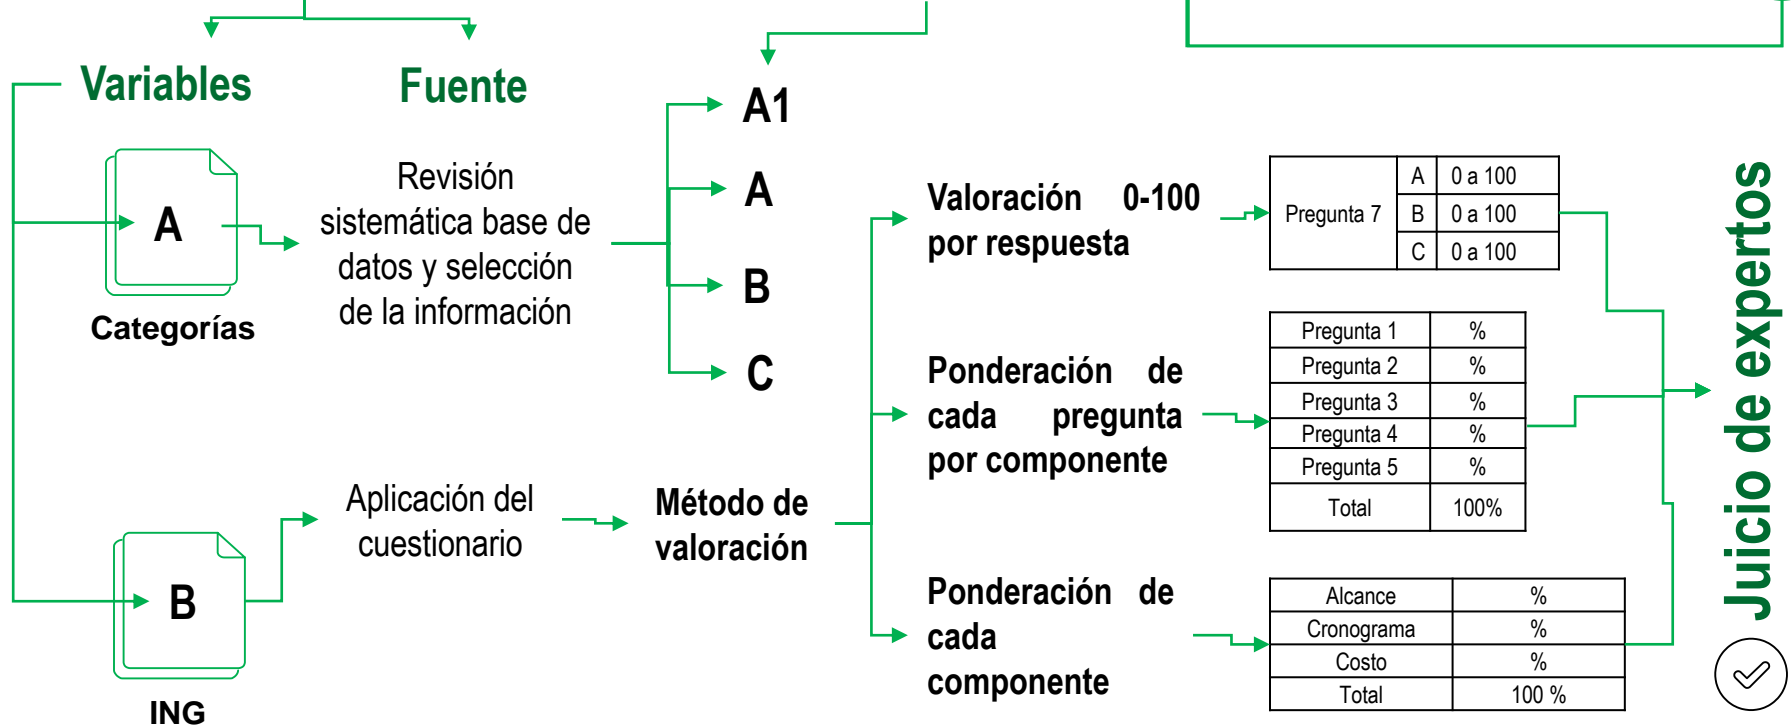 Variables
Fuente
A
Categorías
Revisión
sistemática base de
datos y selección
de la información
A1
A
B
C
B
ING
Aplicación del
cuestionario
Método de
valoración
Valoración 0-100
por respuesta
Pregunta 7
A 0 a 100
B 0 a 100
C 0 a 100
Ponderación de
cada pregunta
por componente
Pregunta 1 %
Pregunta 2 %
Pregunta 3 %
Pregunta 4 %
Pregunta 5 %
Total 100%
Ponderación de
cada
componente
Alcance %
Cronograma %
Costo %
Total 100 %
Juicio de expertos